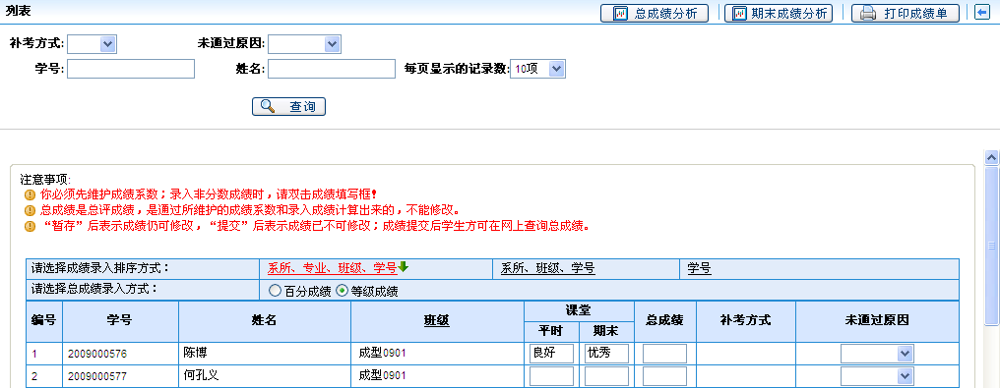 列表 总成绩分析 期末成绩分析 打印成绩单
补考方式: 未通过原因:
学号: 姓名: 每页显示的记录数: 10项
查询
注意事项:
你必须先维护成绩系数；录入非分数成绩时，请双击成绩填写框!
总成绩是总评成绩，是通过所维护的成绩系数和录入成绩计算出来的，不能修改。
“暂存”后表示成绩仍可修改，“提交”后表示成绩已不可修改；成绩提交后学生方可在网上查询总成绩。
请选择成绩录入排序方式： 系所、专业、班级、学号 系所、班级、学号 学号
请选择总成绩录入方式： 百分成绩 等级成绩
编号 学号 姓名 班级 课堂 总成绩 补考方式 未通过原因
平时 期末
1 2009000576 陈博 成型0901 良好 优秀
2 2009000577 何孔义 成型0901